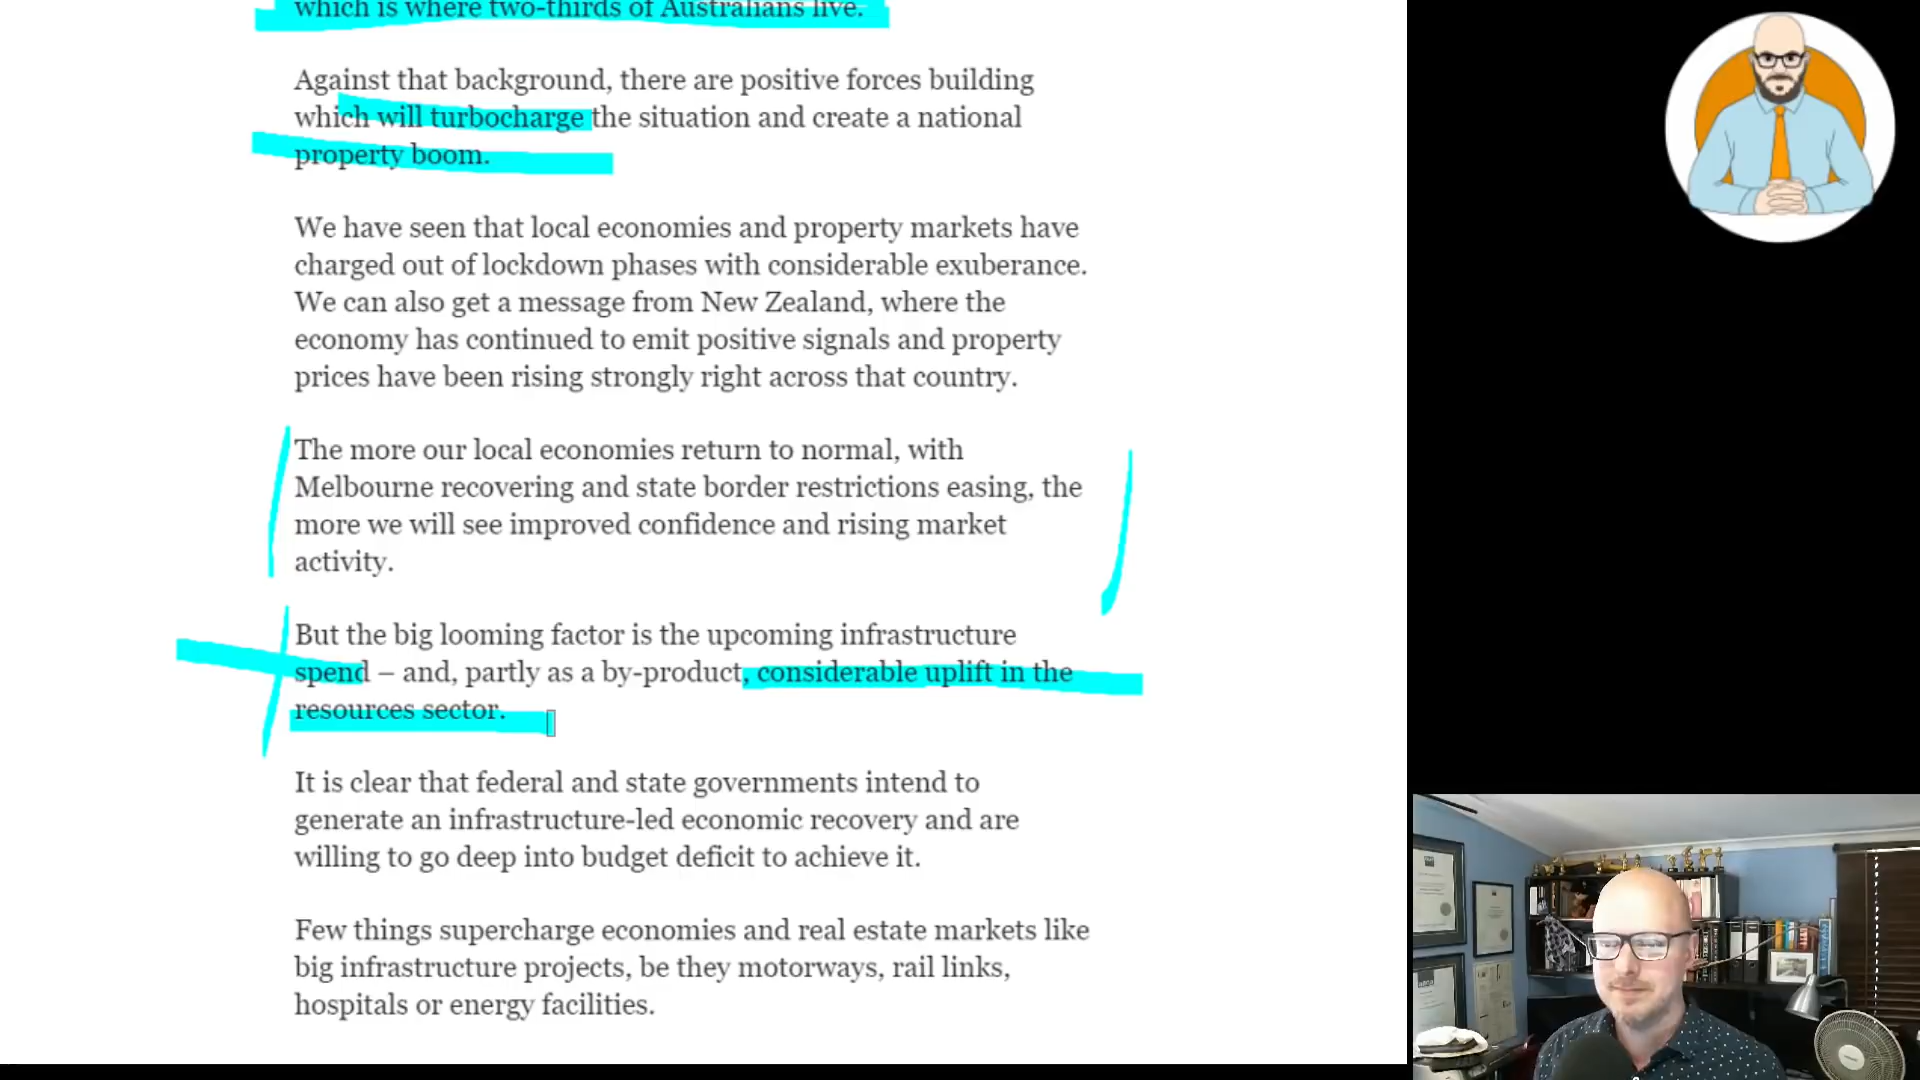 which is where two-thirds of Australians live.
Against that background, there are positive forces building
which will turbocharge the situation and create a national
property boom.
We have seen that local economies and property markets have
charged out of lockdown phases with considerable exuberance.
We can also get a message from New Zealand, where the
economy has continued to emit positive signals and property
prices have been rising strongly right across that country.
The more our local economies return to normal, with
Melbourne recovering and state border restrictions easing, the
more we will see improved confidence and rising market
activity.
But the big looming factor is the upcoming infrastructure
spend – and, partly as a by-product, considerable uplift in the
resources sector.
It is clear that federal and state governments intend to
generate an infrastructure-led economic recovery and are
willing to go deep into budget deficit to achieve it.
Few things supercharge economies and real estate markets like
big infrastructure projects, be they motorways, rail links,
hospitals or energy facilities.